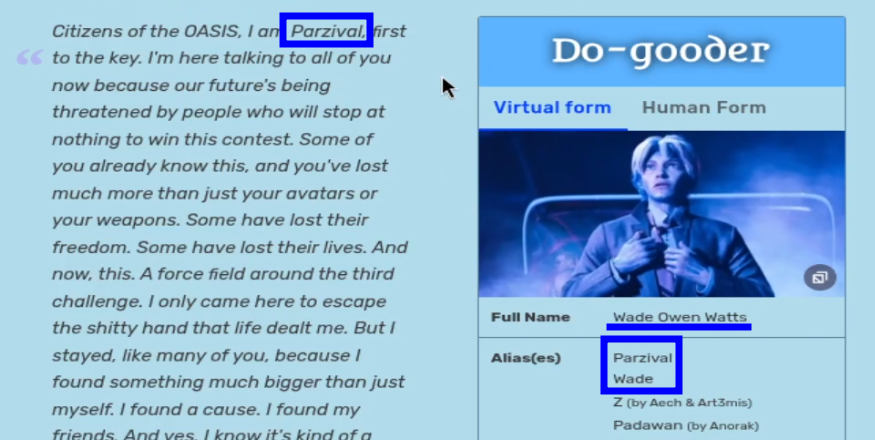 Citizens of the OASIS, I am Parzival, first
to the key. I'm here talking to all of you
now because our future's being
threatened by people who will stop at
nothing to win this contest. Some of
you already know this, and you've lost
much more than just your avatars or
your weapons. Some have lost their
freedom. Some have lost their lives. And
now, this. A force field around the third
challenge. I only came here to escape
the shitty hand that life dealt me. But I
stayed, like many of you, because I
found something much bigger than just
myself. I found a cause. I found my
friends. And yes, I know it's kind of a
Do-gooder
Virtual form Human Form
Full Name Wade Owen Watts
Alias(es) Parzival
Wade
Z (by Aech & Art3mis)
Padawan (by Anorak)